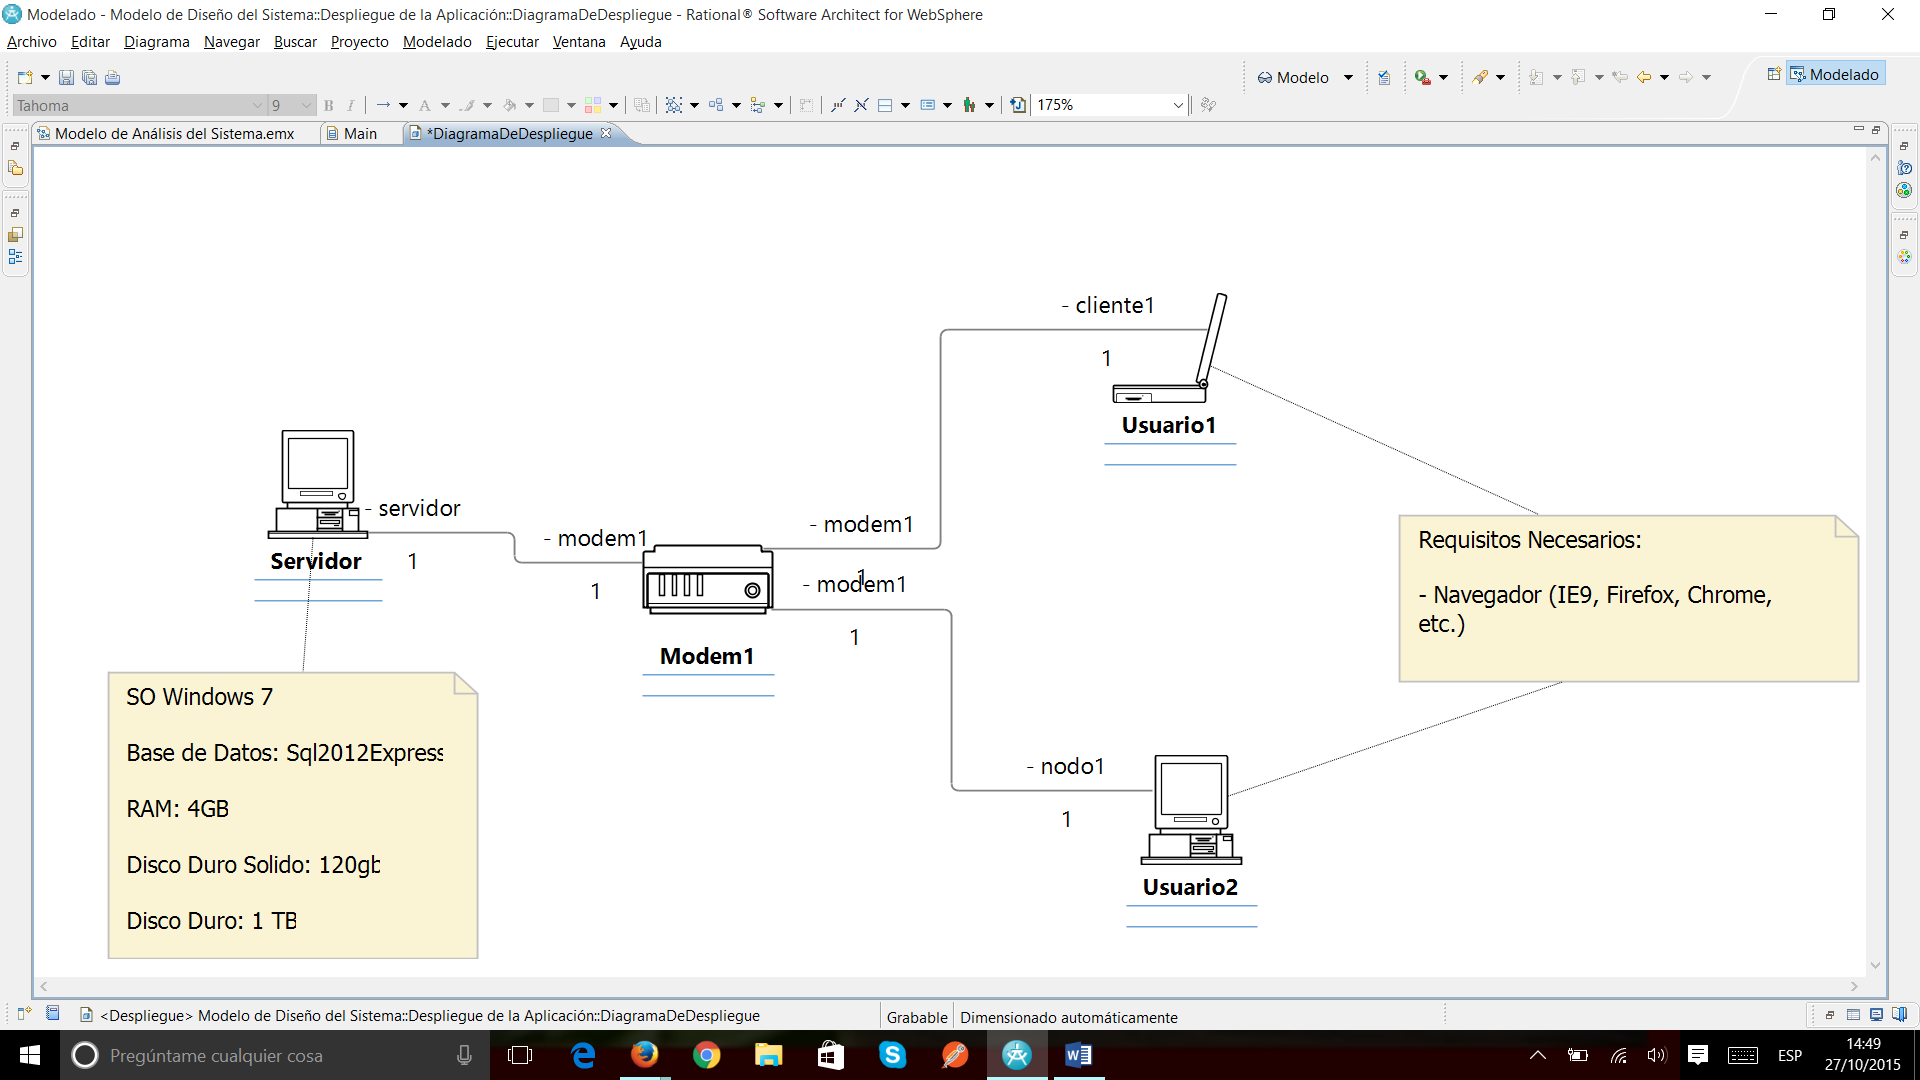 Modelado - Modelo de Diseño del Sistema::Despliegue de la Aplicación::DiagramaDeDespliegue - Rational® Software Architect for WebSphere
Archivo Editar Diagrama Navegar Buscar Proyecto Modelado Ejecutar Ventana Ayuda
Modelo
Modelado
Tahoma 9 B I A 175%
Modelo de Análisis del Sistema.emx Main *DiagramaDeDespliegue
- cliente1
1
Usuario1
- servidor
1
Servidor
- modem1
1
- modem1
1
- modem1
1
Modem1
Requisitos Necesarios:
- Navegador (IE9, Firefox, Chrome,
etc.)
SO Windows 7
Base de Datos: Sql2012Express
RAM: 4GB
Disco Duro Solido: 120gb
Disco Duro: 1 TB
- nodo1
1
Usuario2
<Despliegue> Modelo de Diseño del Sistema::Despliegue de la Aplicación::DiagramaDeDespliegue
Grabable
Dimensionado automáticamente
Pregúntame cualquier cosa
ESP
14:49
27/10/2015